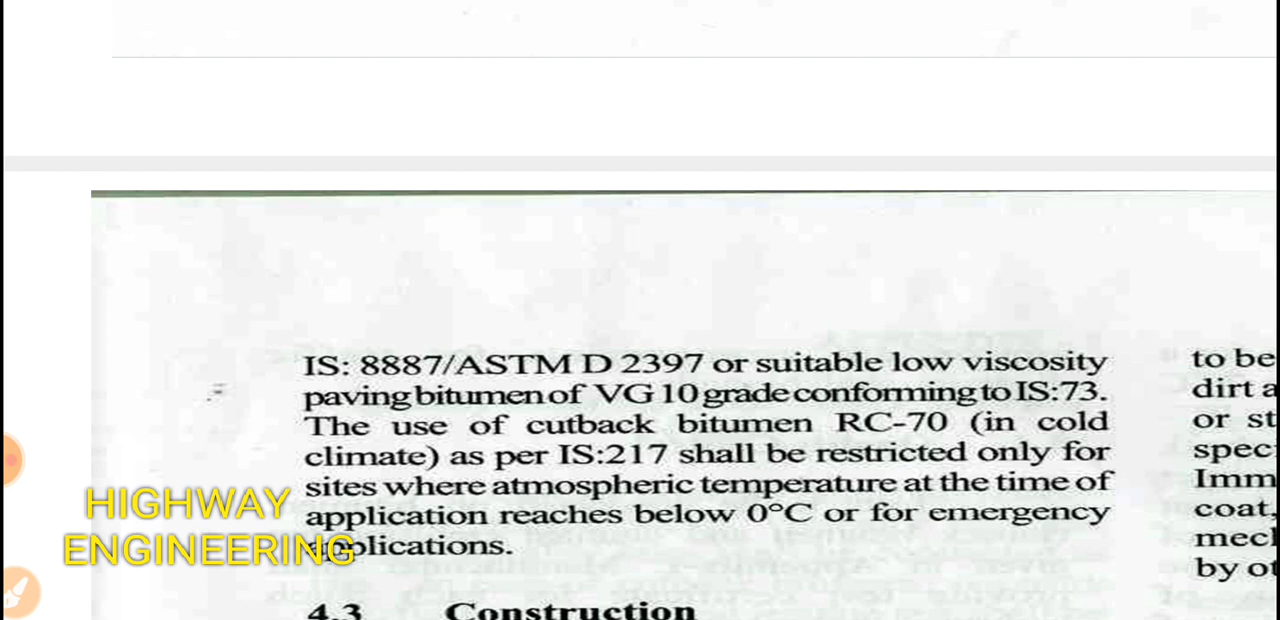 IS: 8887/ASTM D 2397 or suitable low viscosity
paving bitumen of VG 10 grade conforming to IS:73.
The use of cutback bitumen RC-70 (in cold
climate) as per IS:217 shall be restricted only for
sites where atmospheric temperature at the time of
application reaches below 0°C or for emergency
applications.
4.3 Construction
to be
dirt a
or st
spec
Imm
coat,
mech
by ot
HIGHWAY
ENGINEERING